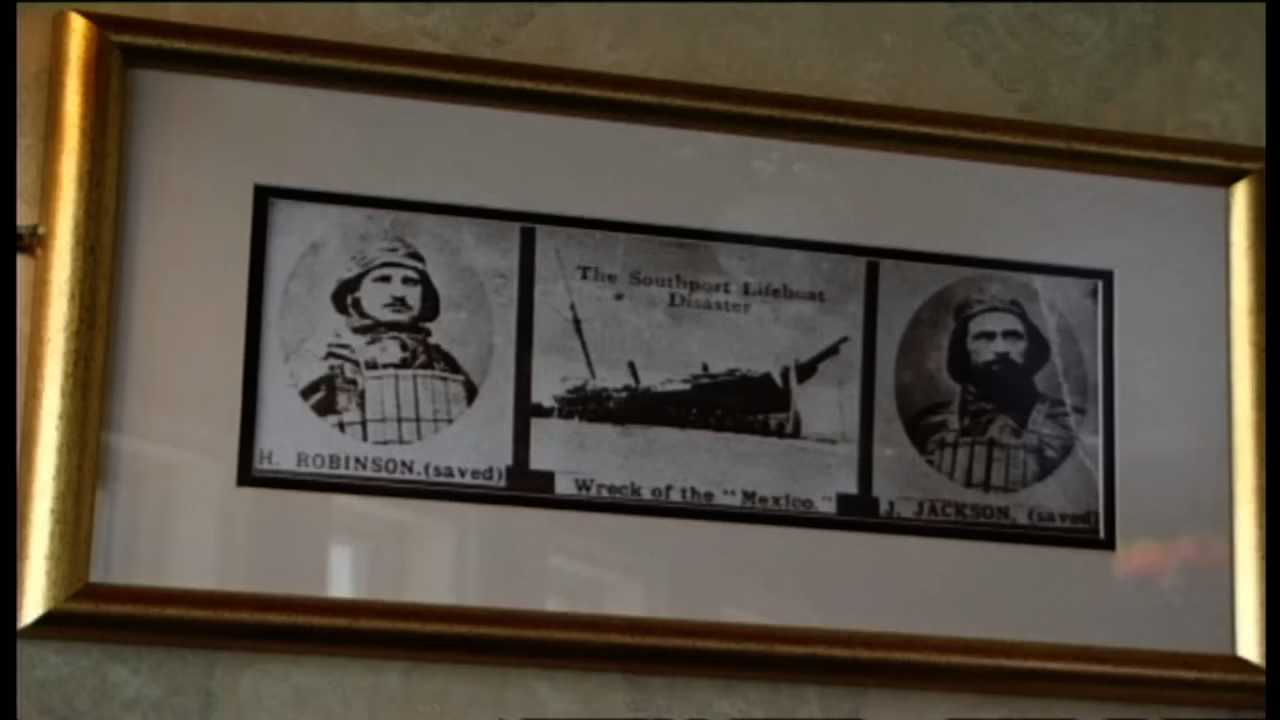 The Southport Lifeboat
Disaster
H. ROBINSON.(saved)
Wreck of the "Mexico."
J. JACKSON. (saved)